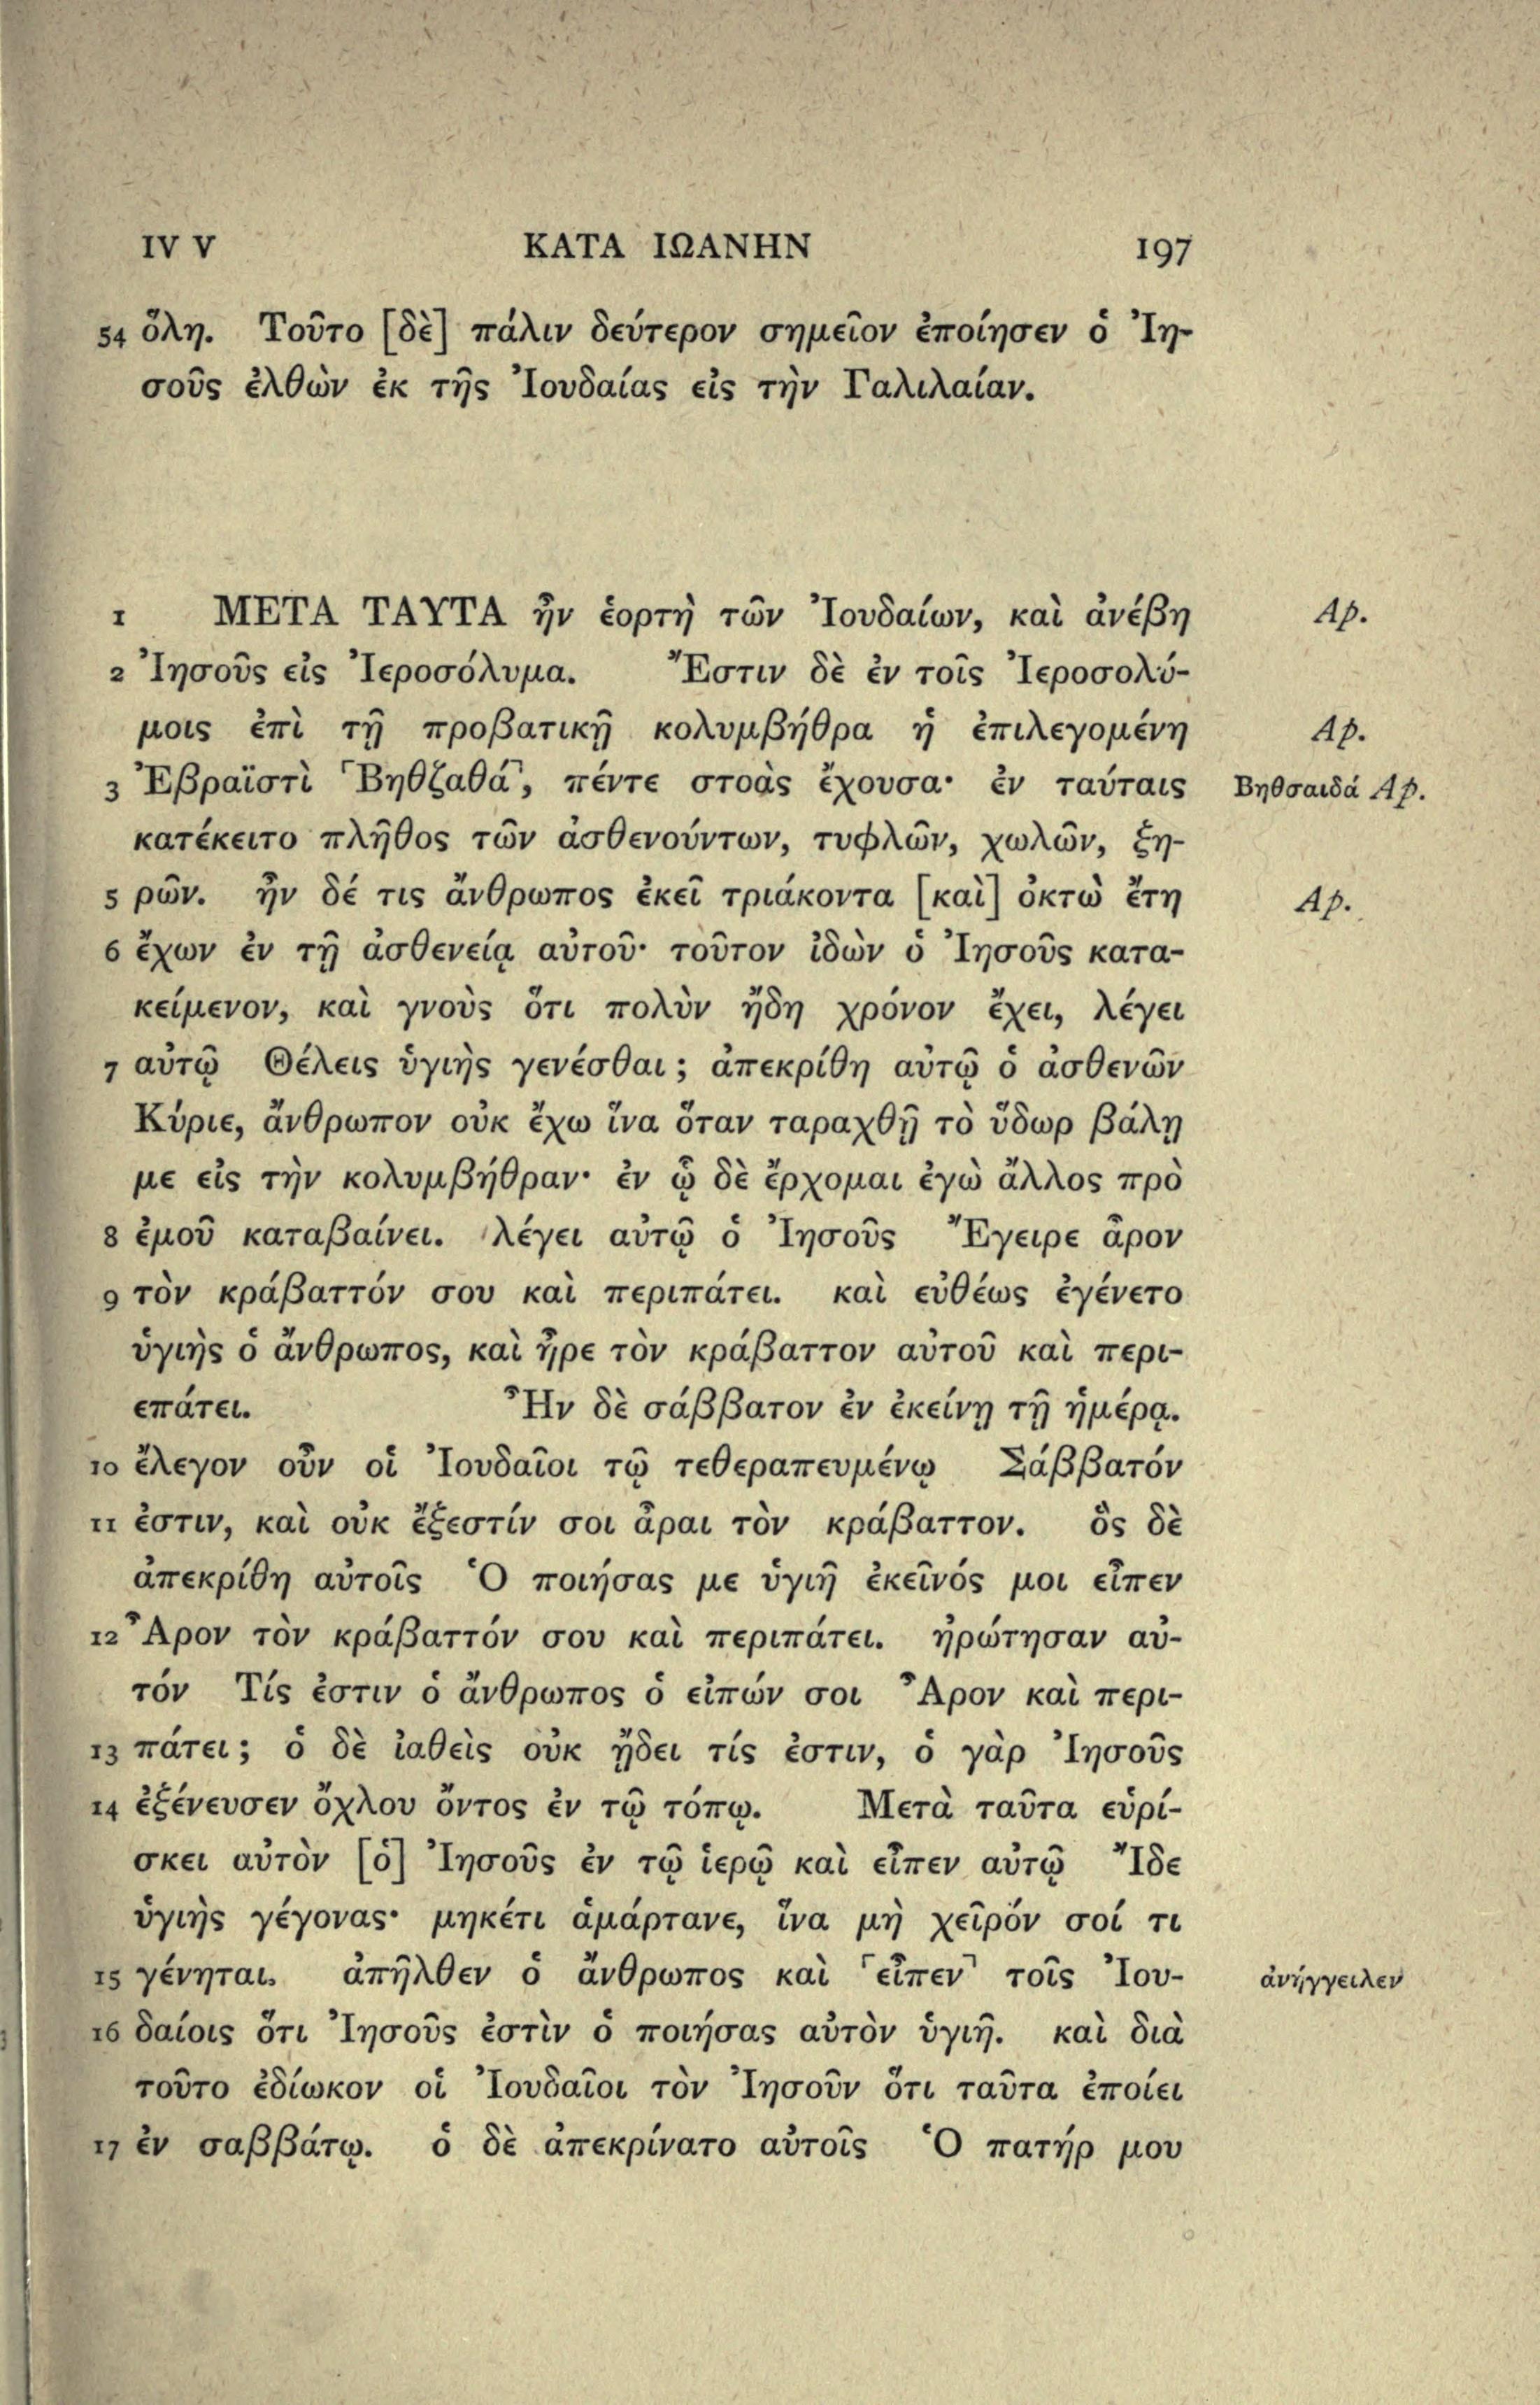 IV V ΚΑΤΑ ΙΩΑΝΗΝ 197
54 ὅλη. Τοῦτο [δὲ] πάλιν δεύτερον σημεῖον ἐποίησεν ὁ Ἰη-
σοῦς ἐλθὼν ἐκ τῆς Ἰουδαίας εἰς τὴν Γαλιλαίαν.
1 ΜΕΤΑ ΤΑΥΤΑ ἦν ἑορτὴ τῶν Ἰουδαίων, καὶ ἀνέβη Ap.
2 Ἰησοῦς εἰς Ἰεροσόλυμα. Ἔστιν δὲ ἐν τοῖς Ἰεροσολύ-
μοις ἐπὶ τῇ προβατικῇ κολυμβήθρα ἡ ἐπιλεγομένη Ap.
3 Ἐβραϊστὶ ⌜Βηθζαθά⌝, πέντε στοὰς ἔχουσα· ἐν ταύταις Βηθσαιδά Ap.
κατέκειτο πλῆθος τῶν ἀσθενούντων, τυφλῶν, χωλῶν, ξη-
5 ρῶν. ἦν δέ τις ἄνθρωπος ἐκεῖ τριάκοντα [καὶ] ὀκτὼ ἔτη Ap.
6 ἔχων ἐν τῇ ἀσθενείᾳ αὐτοῦ· τοῦτον ἰδὼν ὁ Ἰησοῦς κατα-
κείμενον, καὶ γνοὺς ὅτι πολὺν ἤδη χρόνον ἔχει, λέγει
7 αὐτῷ Θέλεις ὑγιὴς γενέσθαι; ἀπεκρίθη αὐτῷ ὁ ἀσθενῶν
Κύριε, ἄνθρωπον οὐκ ἔχω ἵνα ὅταν ταραχθῇ τὸ ὕδωρ βάλῃ
με εἰς τὴν κολυμβήθραν· ἐν ᾧ δὲ ἔρχομαι ἐγὼ ἄλλος πρὸ
8 ἐμοῦ καταβαίνει. λέγει αὐτῷ ὁ Ἰησοῦς Ἔγειρε ἆρον
9 τὸν κράβαττόν σου καὶ περιπάτει. καὶ εὐθέως ἐγένετο
ὑγιὴς ὁ ἄνθρωπος, καὶ ἦρε τὸν κράβαττον αὐτοῦ καὶ περι-
επάτει. Ἦν δὲ σάββατον ἐν ἐκείνῃ τῇ ἡμέρᾳ.
10 ἔλεγον οὖν οἱ Ἰουδαῖοι τῷ τεθεραπευμένῳ Σάββατόν
11 ἐστιν, καὶ οὐκ ἔξεστίν σοι ἆραι τὸν κράβαττον. ὃς δὲ
ἀπεκρίθη αὐτοῖς Ὁ ποιήσας με ὑγιῆ ἐκεῖνός μοι εἶπεν
12 Ἆρον τὸν κράβαττόν σου καὶ περιπάτει. ἠρώτησαν αὐ-
τόν Τίς ἐστιν ὁ ἄνθρωπος ὁ εἰπών σοι Ἆρον καὶ περι-
13 πάτει; ὁ δὲ ἰαθεὶς οὐκ ᾔδει τίς ἐστιν, ὁ γὰρ Ἰησοῦς
14 ἐξένευσεν ὄχλου ὄντος ἐν τῷ τόπῳ. Μετὰ ταῦτα εὑρί-
σκει αὐτὸν [ὁ] Ἰησοῦς ἐν τῷ ἱερῷ καὶ εἶπεν αὐτῷ Ἴδε
ὑγιὴς γέγονας· μηκέτι ἁμάρτανε, ἵνα μὴ χεῖρόν σοί τι
15 γένηται. ἀπῆλθεν ὁ ἄνθρωπος καὶ ⌜εἶπεν⌝ τοῖς Ἰου- ἀνήγγειλεν
16 δαίοις ὅτι Ἰησοῦς ἐστὶν ὁ ποιήσας αὐτὸν ὑγιῆ. καὶ διὰ
τοῦτο ἐδίωκον οἱ Ἰουδαῖοι τὸν Ἰησοῦν ὅτι ταῦτα ἐποίει
17 ἐν σαββάτῳ. ὁ δὲ ἀπεκρίνατο αὐτοῖς Ὁ πατήρ μου